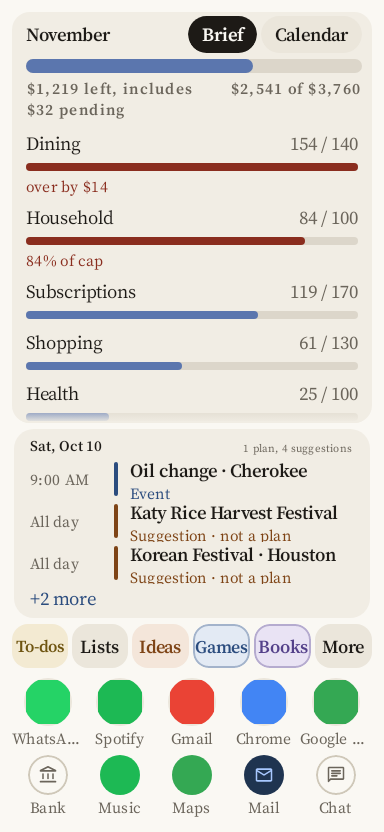 November
Brief
Calendar
$1,219 left, includes $2,541 of $3,760
$32 pending
Dining 154 / 140
over by $14
Household 84 / 100
84% of cap
Subscriptions 119 / 170
Shopping 61 / 130
Health 25 / 100
Sat, Oct 10 1 plan, 4 suggestions
9:00 AM Oil change · Cherokee
Event
All day Katy Rice Harvest Festival
Suggestion · not a plan
All day Korean Festival · Houston
Suggestion · not a plan
+2 more
To-dos Lists Ideas Games Books More
WhatsA... Spotify Gmail Chrome Google ...
Bank Music Maps Mail Chat